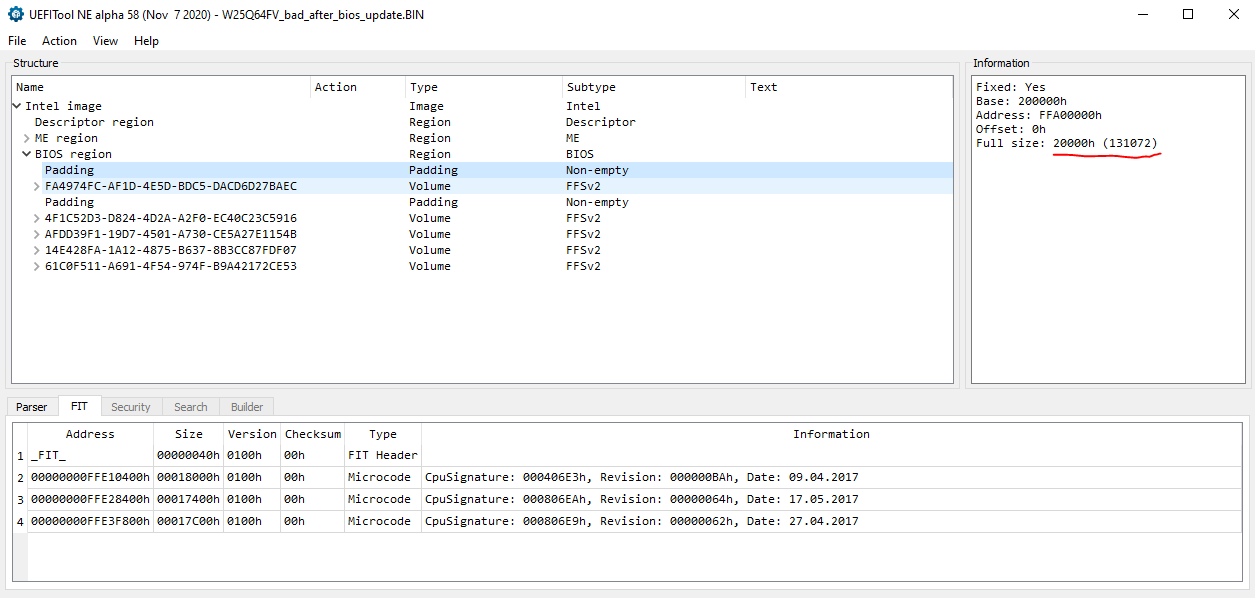 UEFITool NE alpha 58 (Nov  7 2020) - W25Q64FV_bad_after_bios_update.BIN
File Action View Help
Structure
Name Action Type Subtype Text
Intel image Image Intel
Descriptor region Region Descriptor
ME region Region ME
BIOS region Region BIOS
Padding Padding Non-empty
FA4974FC-AF1D-4E5D-BDC5-DACD6D27BAEC Volume FFSv2
Padding Padding Non-empty
4F1C52D3-D824-4D2A-A2F0-EC40C23C5916 Volume FFSv2
AFDD39F1-19D7-4501-A730-CE5A27E1154B Volume FFSv2
14E428FA-1A12-4875-B637-8B3CC87FDF07 Volume FFSv2
61C0F511-A691-4F54-974F-B9A42172CE53 Volume FFSv2
Information
Fixed: Yes
Base: 200000h
Address: FFA00000h
Offset: 0h
Full size: 20000h (131072)
Parser FIT Security Search Builder
Address Size Version Checksum Type Information
1 _FIT_ 00000040h 0100h 00h FIT Header
2 00000000FFE10400h 00018000h 0100h 00h Microcode CpuSignature: 000406E3h, Revision: 000000BAh, Date: 09.04.2017
3 00000000FFE28400h 00017400h 0100h 00h Microcode CpuSignature: 000806EAh, Revision: 00000064h, Date: 17.05.2017
4 00000000FFE3F800h 00017C00h 0100h 00h Microcode CpuSignature: 000806E9h, Revision: 00000062h, Date: 27.04.2017